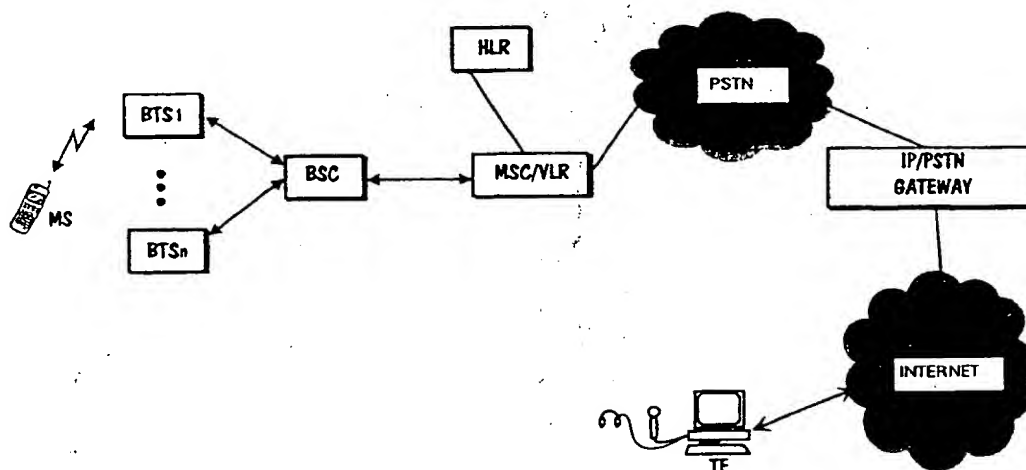 HLR
PSTN
BTS1
BSC
MSC/VLR
IP/PSTN
GATEWAY
MS
BTSn
INTERNET
TE